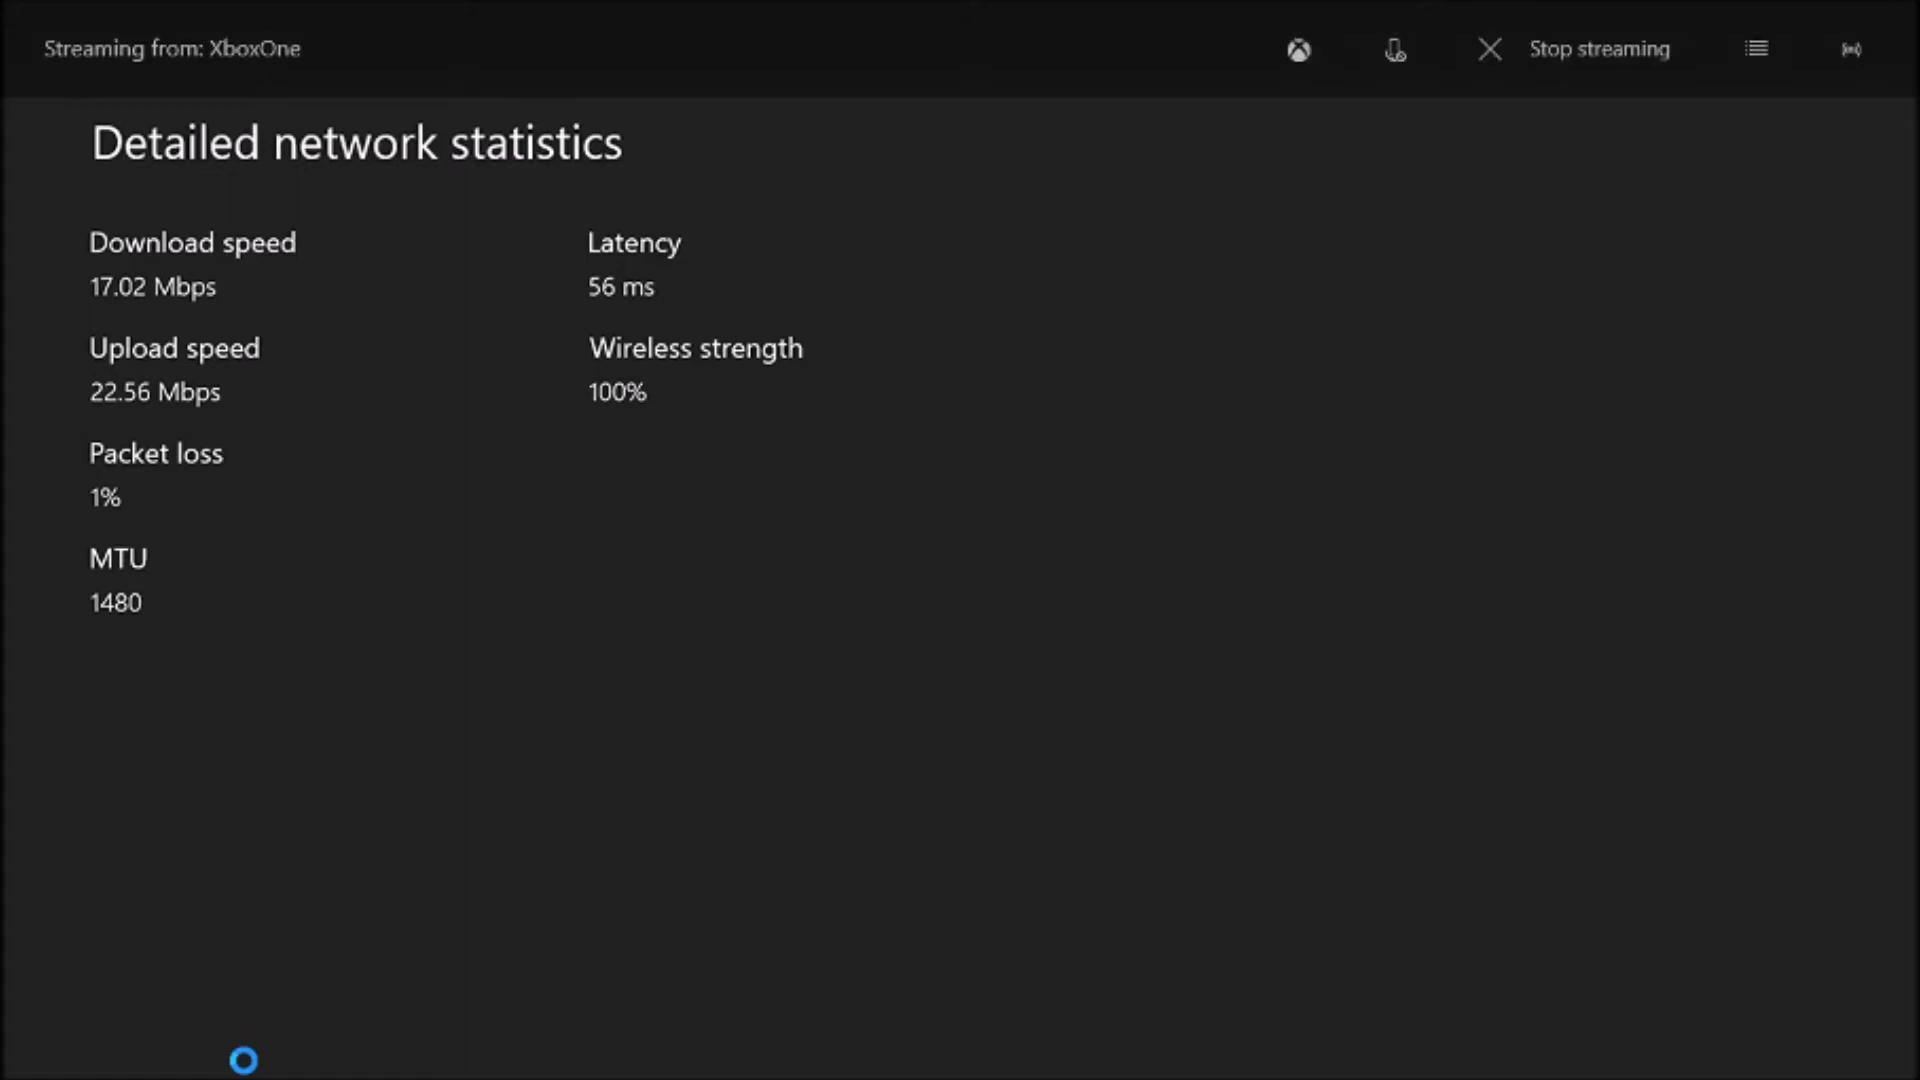 Streaming from: XboxOne
Stop streaming
Detailed network statistics
Download speed
17.02 Mbps
Upload speed
22.56 Mbps
Packet loss
1%
MTU
1480
Latency
56 ms
Wireless strength
100%